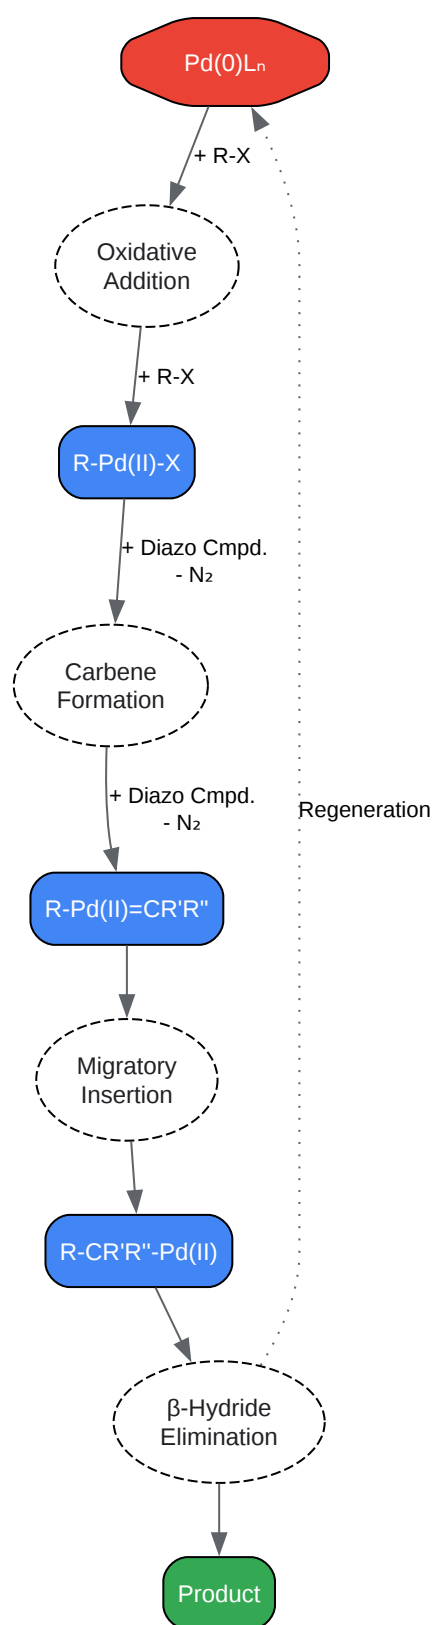 Pd(0)Lₙ
+ R-X
Oxidative
Addition
+ R-X
R-Pd(II)-X
+ Diazo Cmpd.
- N₂
Carbene
Formation
+ Diazo Cmpd.
- N₂
Regeneration
R-Pd(II)=CR'R"
Migratory
Insertion
R-CR'R"-Pd(II)
β-Hydride
Elimination
Product